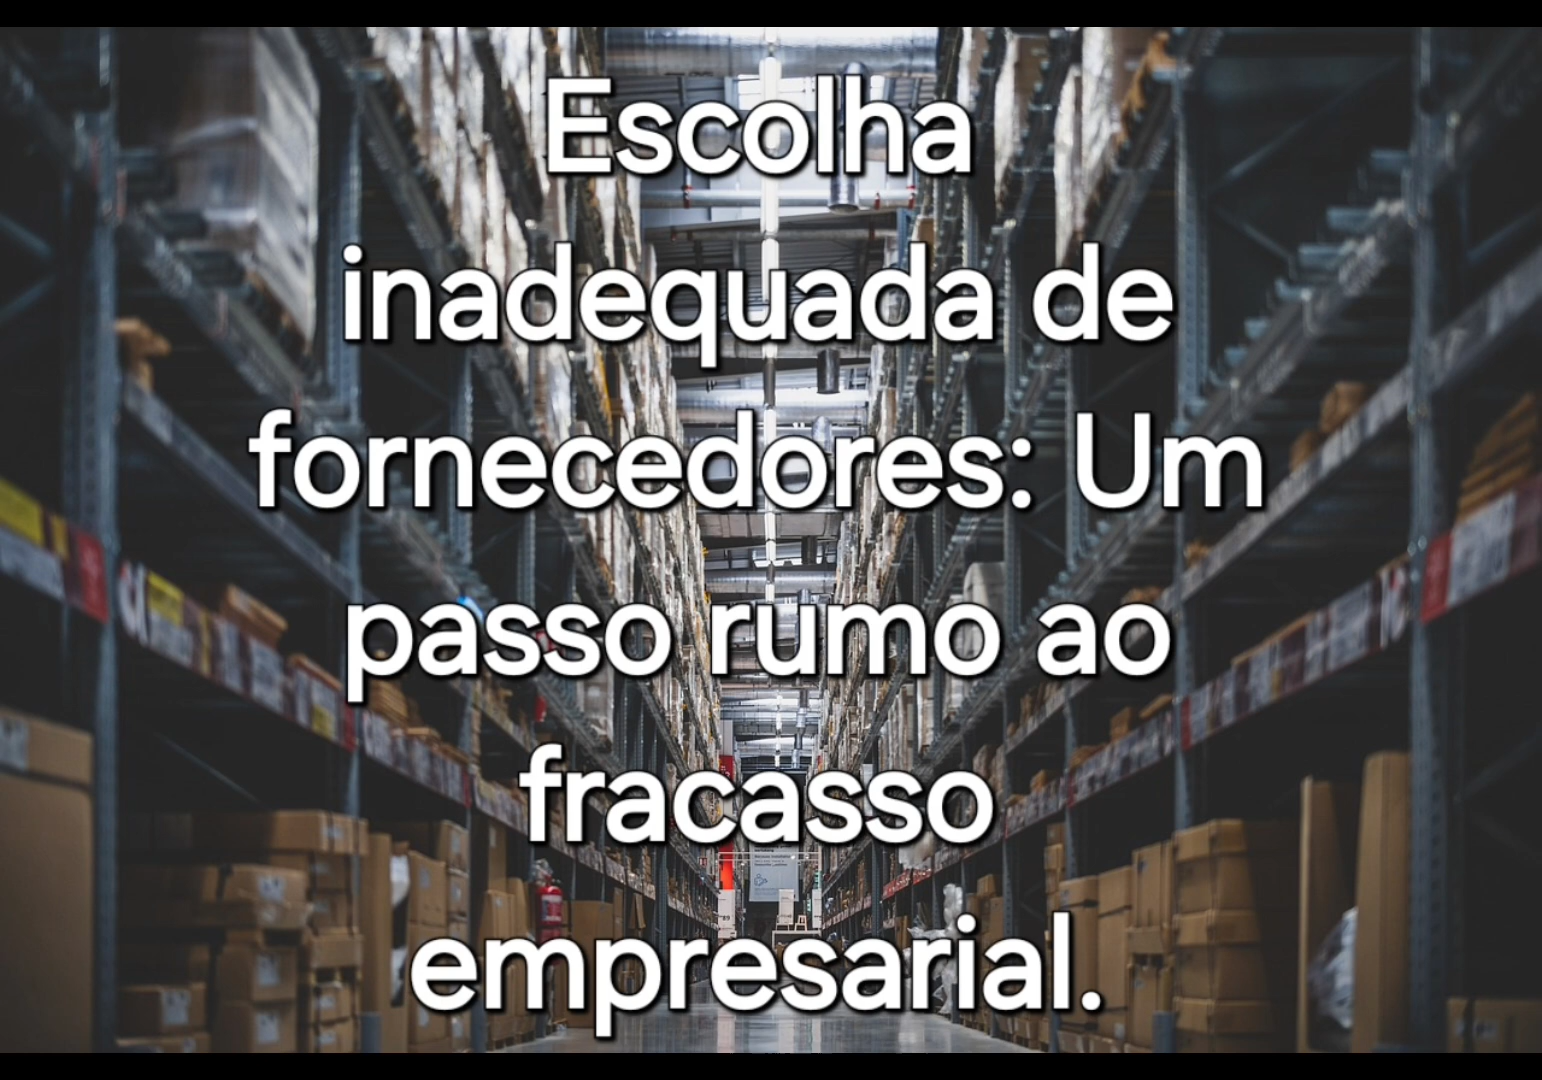 Escolha
inadequada de
fornecedores: Um
passo rumo ao
fracasso
empresarial.